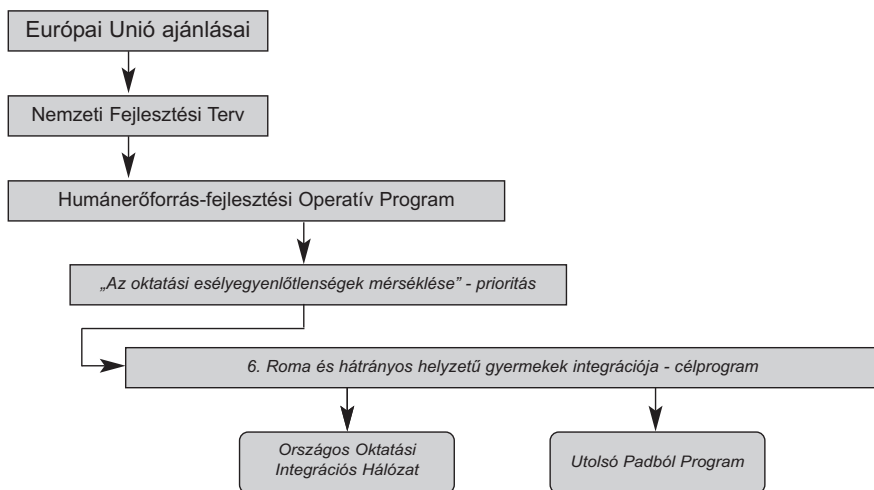 Európai Unió ajánlásai
Nemzeti Fejlesztési Terv
Humánerőforrás-fejlesztési Operatív Program
„Az oktatási esélyegyenlőtlenségek mérséklése” - prioritás
6. Roma és hátrányos helyzetű gyermekek integrációja - célprogram
Országos Oktatási
Integrációs Hálózat
Utolsó Padból Program